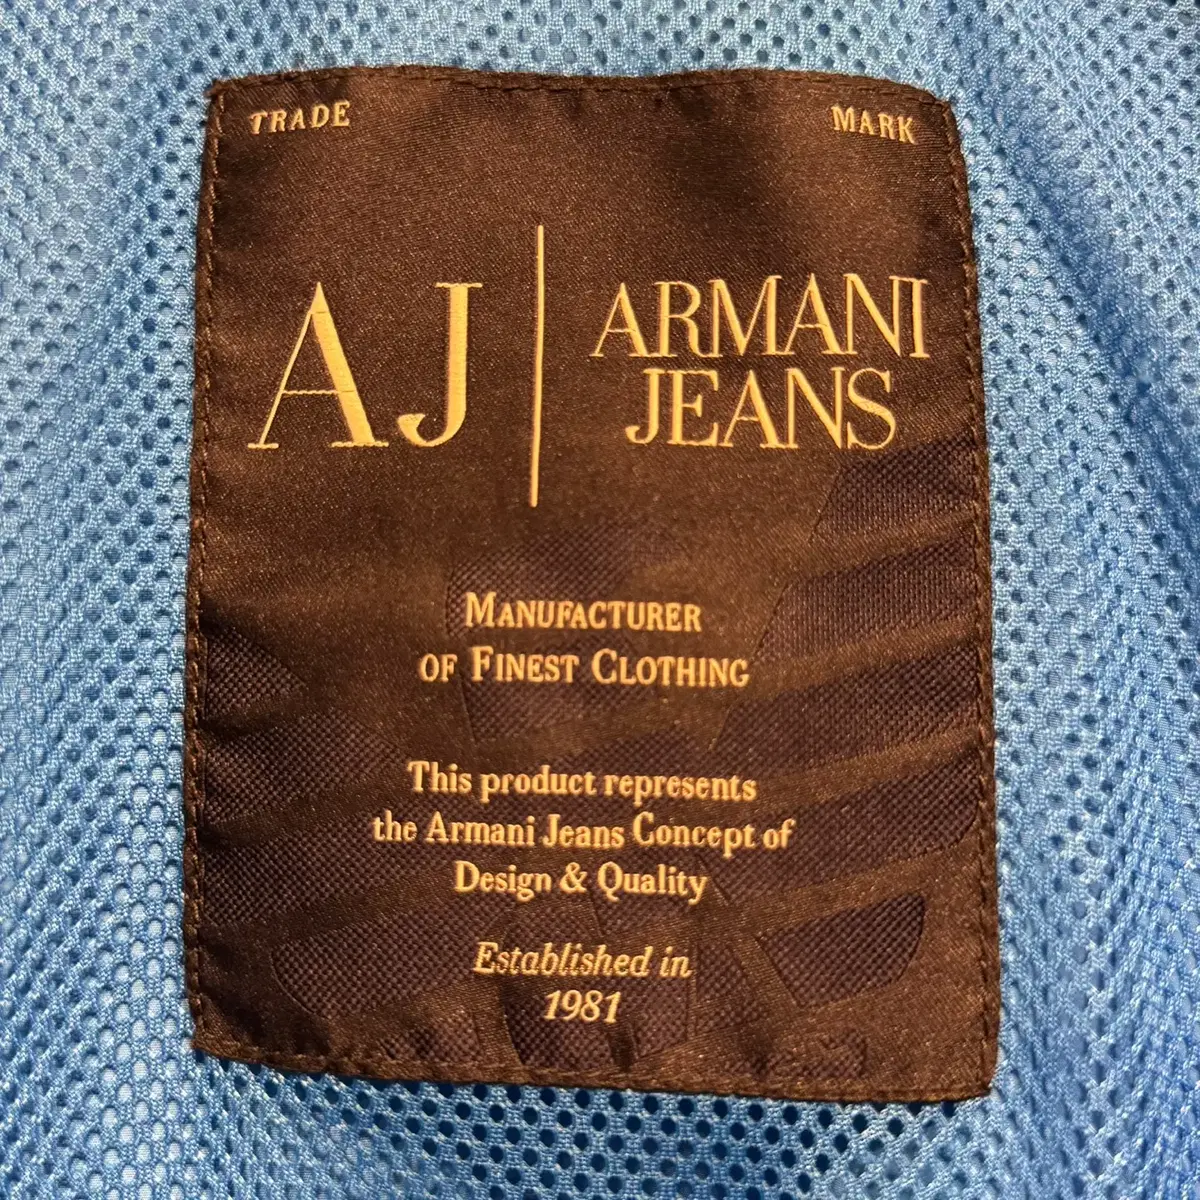 TRADE MARK
AJ
ARMANI
JEANS
MANUFACTURER
OF FINEST CLOTHING
This product represents
the Armani Jeans Concept of
Design & Quality
Established in
1981